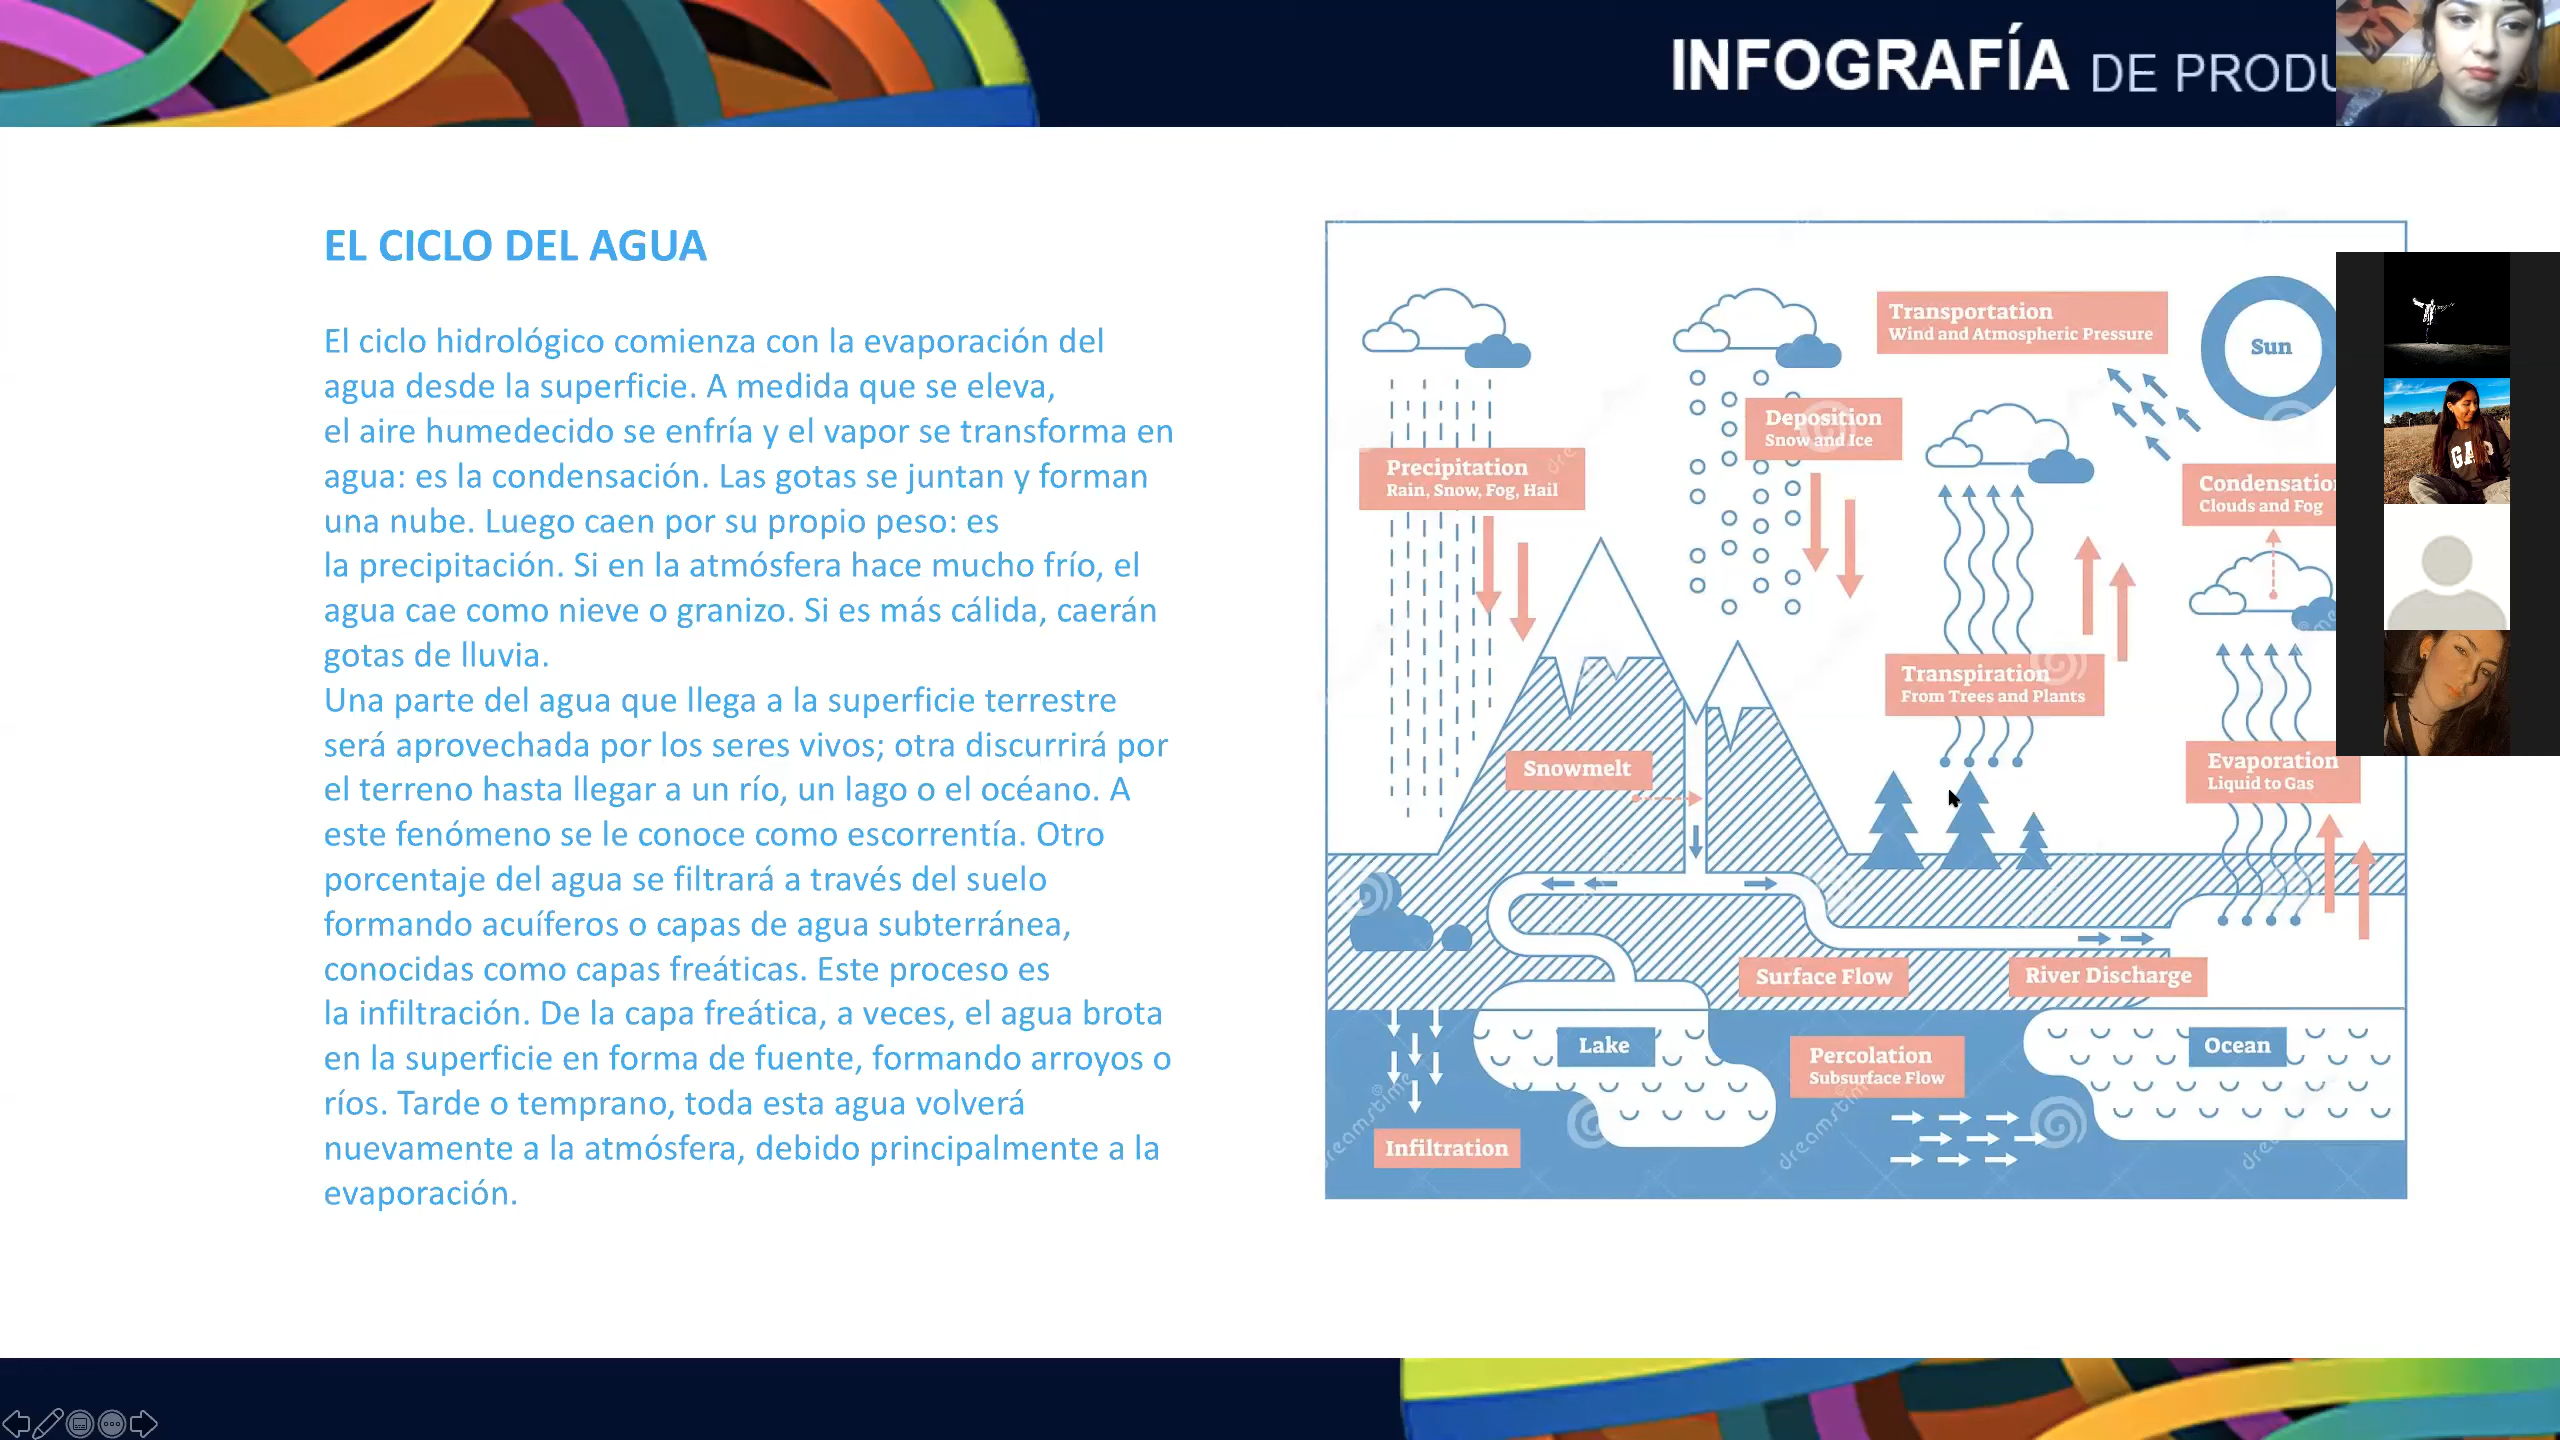 INFOGRAFÍA DE PRODU
EL CICLO DEL AGUA
El ciclo hidrológico comienza con la evaporación del
agua desde la superficie. A medida que se eleva,
el aire humedecido se enfría y el vapor se transforma en
agua: es la condensación. Las gotas se juntan y forman
una nube. Luego caen por su propio peso: es
la precipitación. Si en la atmósfera hace mucho frío, el
agua cae como nieve o granizo. Si es más cálida, caerán
gotas de lluvia.
Una parte del agua que llega a la superficie terrestre
será aprovechada por los seres vivos; otra discurrirá por
el terreno hasta llegar a un río, un lago o el océano. A
este fenómeno se le conoce como escorrentía. Otro
porcentaje del agua se filtrará a través del suelo
formando acuíferos o capas de agua subterránea,
conocidas como capas freáticas. Este proceso es
la infiltración. De la capa freática, a veces, el agua brota
en la superficie en forma de fuente, formando arroyos o
ríos. Tarde o temprano, toda esta agua volverá
nuevamente a la atmósfera, debido principalmente a la
evaporación.
Transportation
Wind and Atmospheric Pressure
Sun
Deposition
Snow and Ice
Precipitation
Rain, Snow, Fog, Hail
Condensatio
Clouds and Fog
Transpiration
From Trees and Plants
Snowmelt
Evaporation
Liquid to Gas
Surface Flow
River Discharge
Lake
Ocean
Percolation
Subsurface Flow
Infiltration
dreamstime
dreamstime
GAP